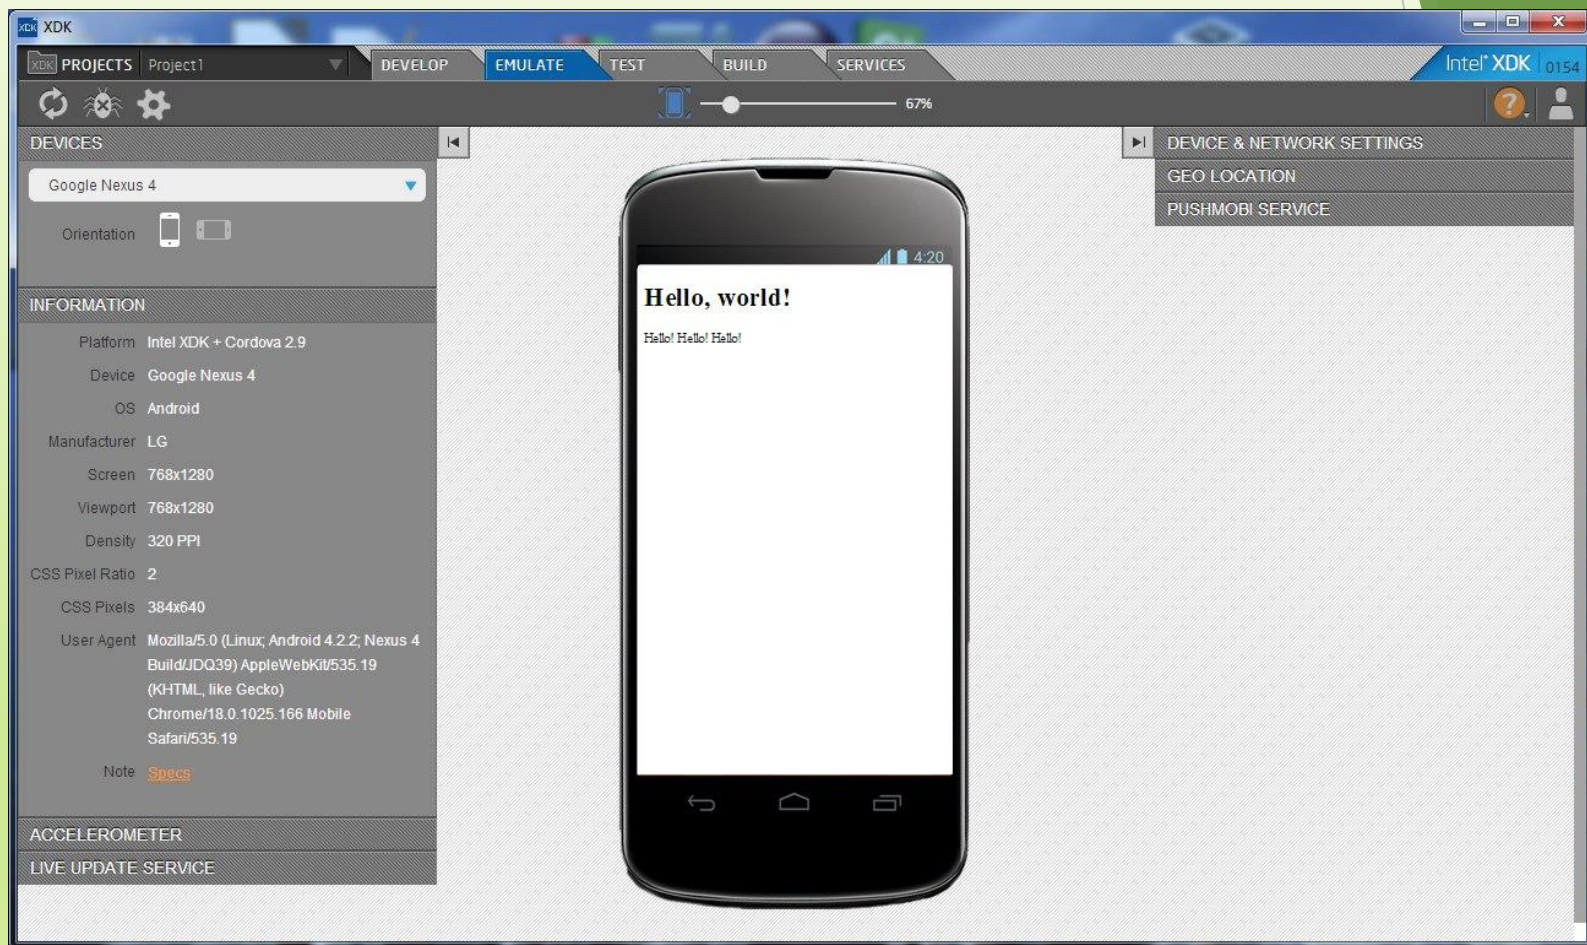 XDK XDK
XDK PROJECTS Project1 DEVELOP EMULATE TEST BUILD SERVICES Intel® XDK 0154
67% ?
DEVICES
Google Nexus 4
Orientation
INFORMATION
Platform Intel XDK + Cordova 2.9
Device Google Nexus 4
OS Android
Manufacturer LG
Screen 768x1280
Viewport 768x1280
Density 320 PPI
CSS Pixel Ratio 2
CSS Pixels 384x640
User Agent Mozilla/5.0 (Linux; Android 4.2.2; Nexus 4
Build/JDQ39) AppleWebKit/535.19
(KHTML, like Gecko)
Chrome/18.0.1025.166 Mobile
Safari/535.19
Note Specs
ACCELEROMETER
LIVE UPDATE SERVICE
4:20
Hello, world!
Hello! Hello! Hello!
DEVICE & NETWORK SETTINGS
GEO LOCATION
PUSHMOBI SERVICE